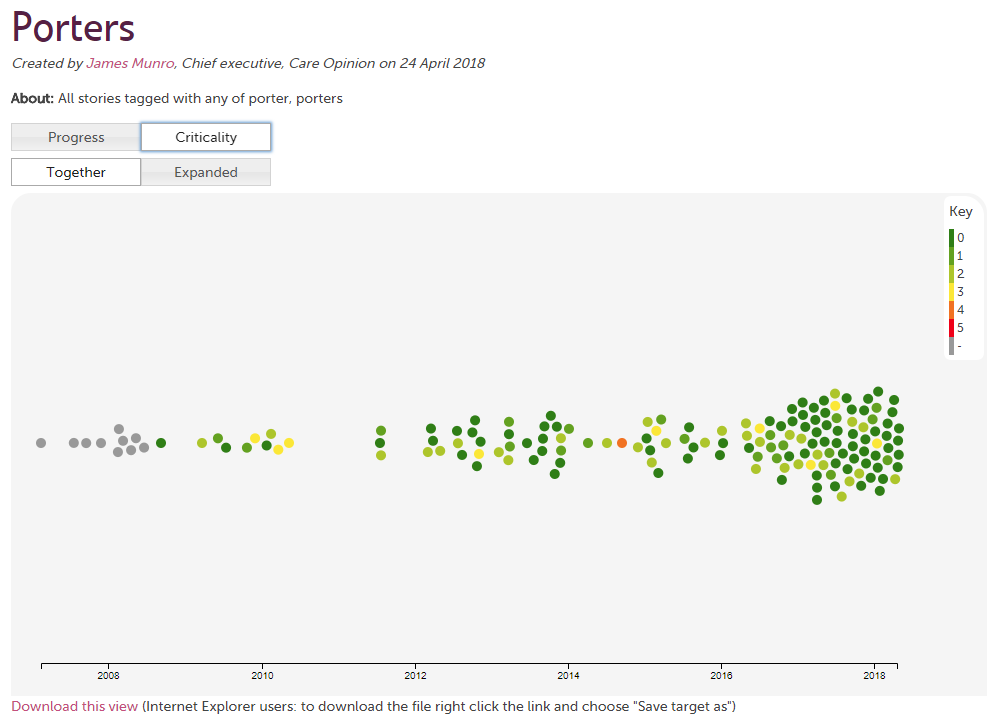 Porters
Created by James Munro, Chief executive, Care Opinion on 24 April 2018
About: All stories tagged with any of porter, porters
Progress Criticality
Together Expanded
Key
0
1
2
3
4
5
-
2008 2010 2012 2014 2016 2018
Download this view (Internet Explorer users: to download the file right click the link and choose "Save target as")